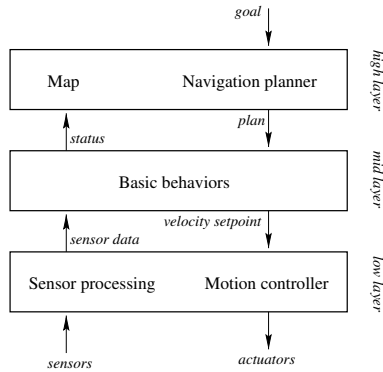 goal
Map Navigation planner
high layer
status plan
Basic behaviors
mid layer
sensor data velocity setpoint
Sensor processing Motion controller
low layer
sensors actuators